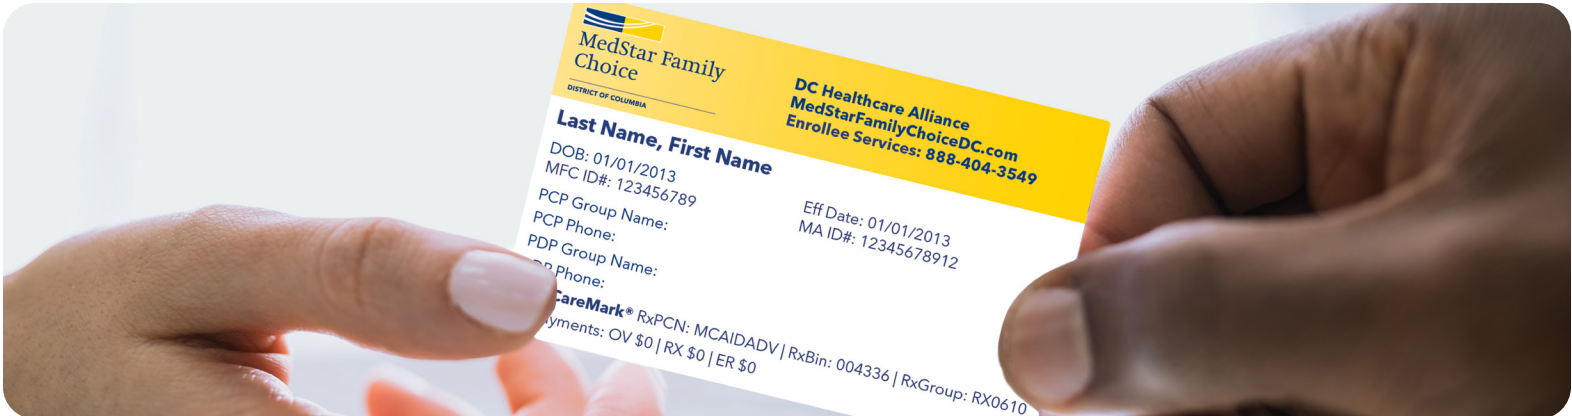 MedStar Family
Choice
DISTRICT OF COLUMBIA
DC Healthcare Alliance
MedStarFamilyChoiceDC.com
Enrollee Services: 888-404-3549
Last Name, First Name
DOB: 01/01/2013
MFC ID#: 123456789
Eff Date: 01/01/2013
MA ID#: 12345678912
PCP Group Name:
PCP Phone:
PDP Group Name:
Phone:
CareMark® RxPCN: MCAIDADV | RxBin: 004336 | RxGroup: RX0610
OV $0 | RX $0 | ER $0